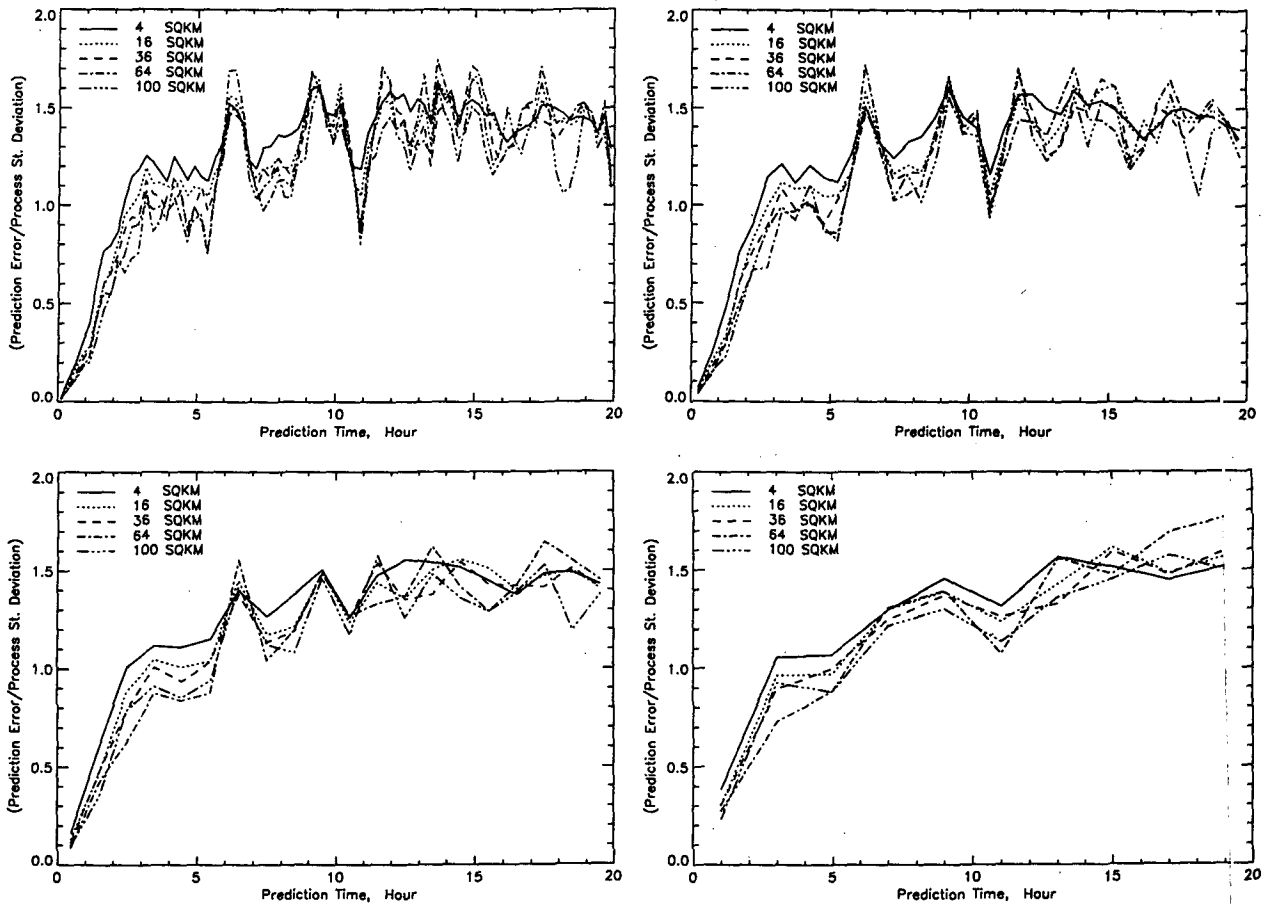 (Prediction Error/Process St. Deviation)
2.0
1.5
1.0
0.5
0.0
4 SQKM
16 SQKM
36 SQKM
64 SQKM
100 SQKM
0 5 10 15 20
Prediction Time, Hour
(Prediction Error/Process St. Deviation)
2.0
1.5
1.0
0.5
0.0
4 SQKM
16 SQKM
36 SQKM
64 SQKM
100 SQKM
0 5 10 15 20
Prediction Time, Hour
(Prediction Error/Process St. Deviation)
2.0
1.5
1.0
0.5
0.0
4 SQKM
16 SQKM
36 SQKM
64 SQKM
100 SQKM
0 5 10 15 20
Prediction Time, Hour
(Prediction Error/Process St. Deviation)
2.0
1.5
1.0
0.5
0.0
4 SQKM
16 SQKM
36 SQKM
64 SQKM
100 SQKM
0 5 10 15 20
Prediction Time, Hour